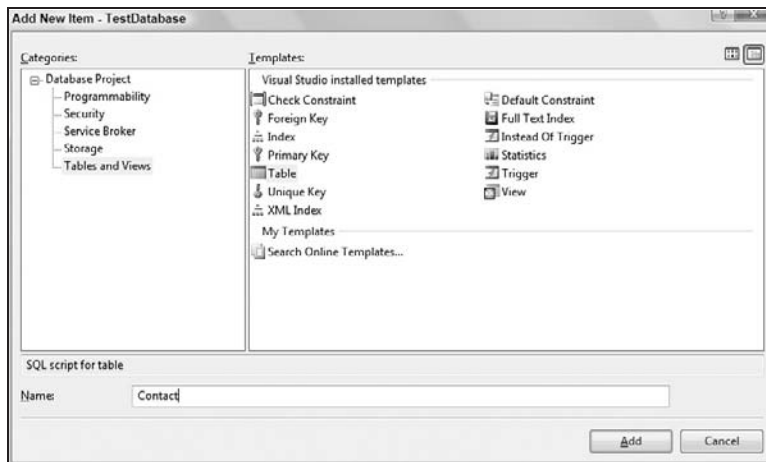 Add New Item - TestDatabase
Categories:
Templates:
Database Project
Programmability
Security
Service Broker
Storage
Tables and Views
Visual Studio installed templates
Check Constraint
Default Constraint
Foreign Key
Full Text Index
Index
Instead Of Trigger
Primary Key
Statistics
Table
Trigger
Unique Key
View
XML Index
My Templates
Search Online Templates...
SQL script for table
Name:
Contact
Add
Cancel